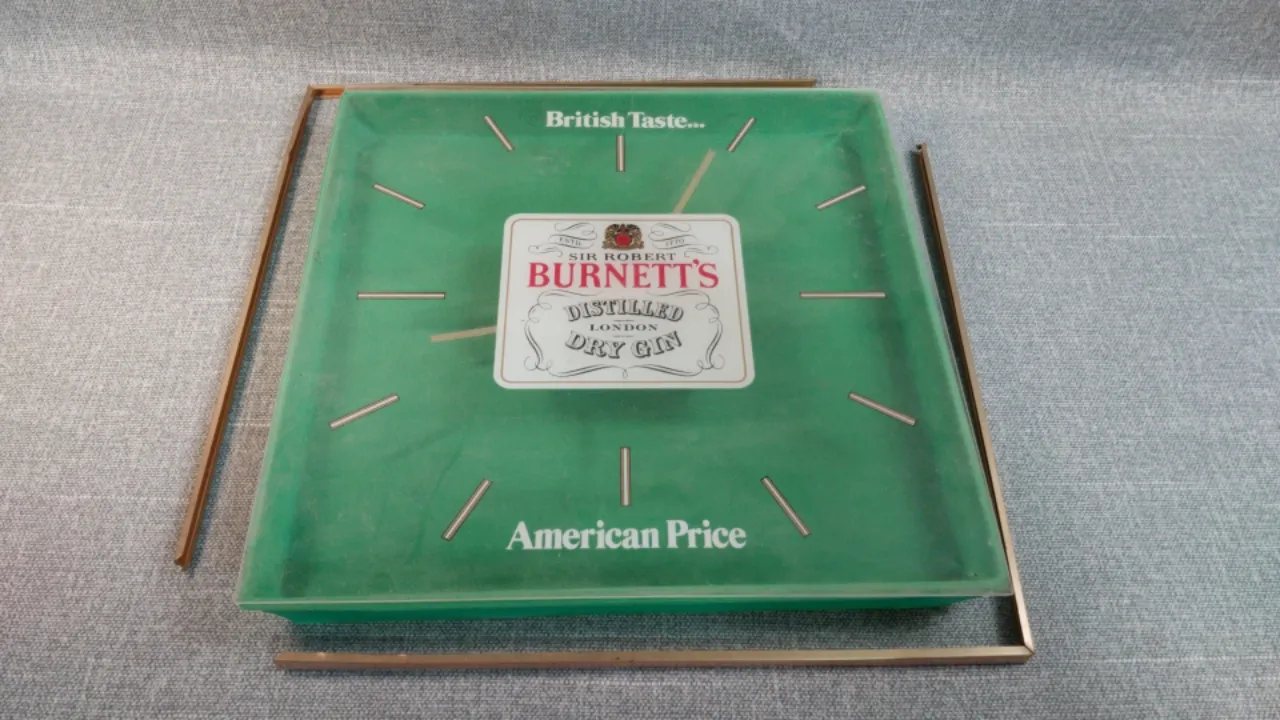 British Taste...
ESTD. 1770
SIR ROBERT
BURNETT'S
DISTILLED
LONDON
DRY GIN
American Price